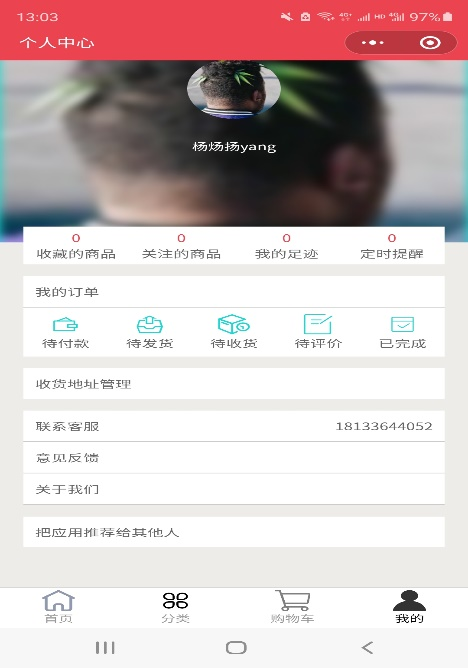 13:03 4G+ HD 4G 97%
个人中心
杨炀扬yang
0 0 0 0
收藏的商品 关注的商品 我的足迹 定时提醒
我的订单
待付款 待发货 待收货 待评价 已完成
收货地址管理
联系客服 18133644052
意见反馈
关于我们
把应用推荐给其他人
首页 分类 购物车 我的